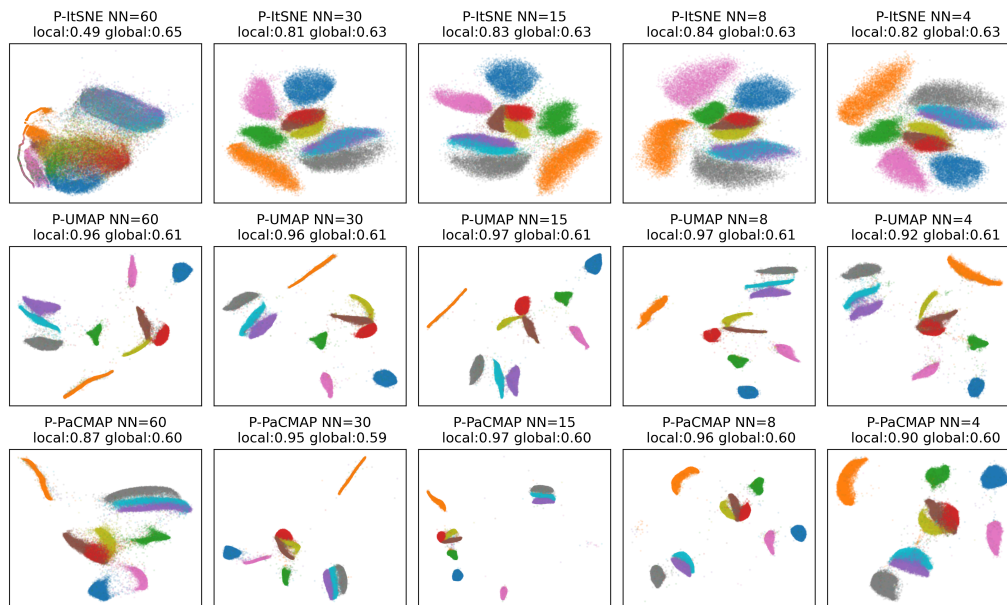 P-ItSNE NN=60
local:0.49 global:0.65
P-ItSNE NN=30
local:0.81 global:0.63
P-ItSNE NN=15
local:0.83 global:0.63
P-ItSNE NN=8
local:0.84 global:0.63
P-ItSNE NN=4
local:0.82 global:0.63
P-UMAP NN=60
local:0.96 global:0.61
P-UMAP NN=30
local:0.96 global:0.61
P-UMAP NN=15
local:0.97 global:0.61
P-UMAP NN=8
local:0.97 global:0.61
P-UMAP NN=4
local:0.92 global:0.61
P-PaCMAP NN=60
local:0.87 global:0.60
P-PaCMAP NN=30
local:0.95 global:0.59
P-PaCMAP NN=15
local:0.97 global:0.60
P-PaCMAP NN=8
local:0.96 global:0.60
P-PaCMAP NN=4
local:0.90 global:0.60